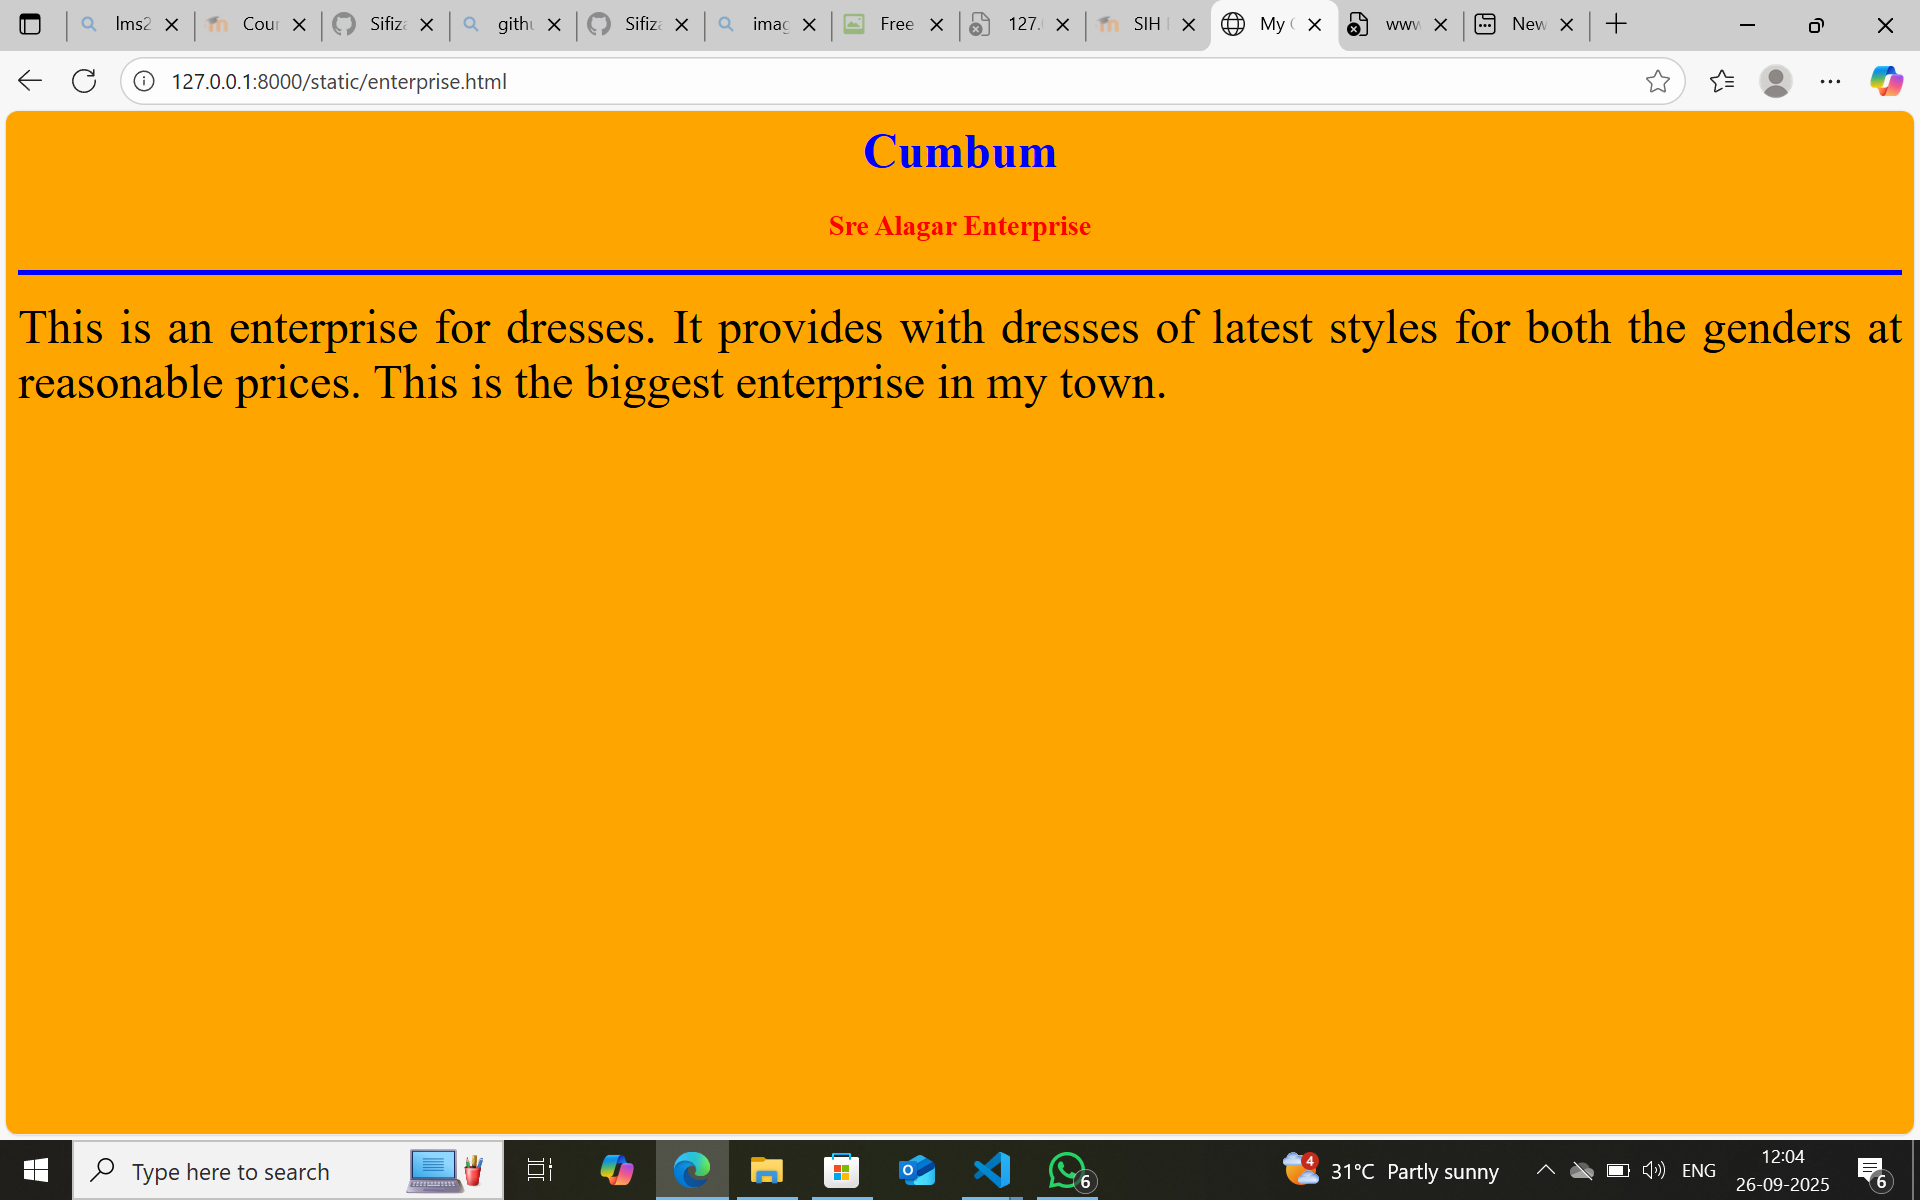 lms2
Cour
Sifiza
githu
Sifiza
imag
Free
127.
SIH
My
www
New
127.0.0.1:8000/static/enterprise.html
Cumbum
Sre Alagar Enterprise
This is an enterprise for dresses. It provides with dresses of latest styles for both the genders at
reasonable prices. This is the biggest enterprise in my town.
Type here to search
6
4
31°C Partly sunny
ENG
12:04
26-09-2025
6